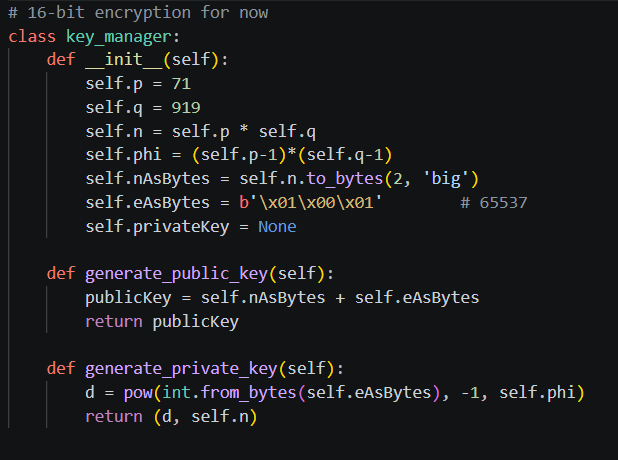 # 16-bit encryption for now
class key_manager:
    def __init__(self):
        self.p = 71
        self.q = 919
        self.n = self.p * self.q
        self.phi = (self.p-1)*(self.q-1)
        self.nAsBytes = self.n.to_bytes(2, 'big')
        self.eAsBytes = b'\x01\x00\x01'         # 65537
        self.privateKey = None

    def generate_public_key(self):
        publicKey = self.nAsBytes + self.eAsBytes
        return publicKey

    def generate_private_key(self):
        d = pow(int.from_bytes(self.eAsBytes), -1, self.phi)
        return (d, self.n)